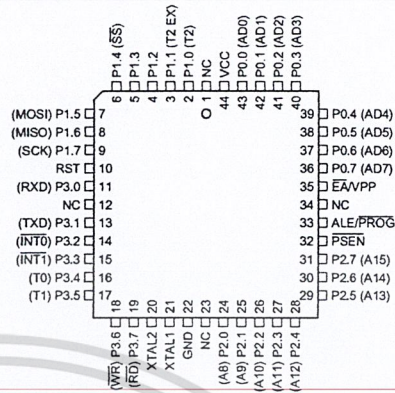 P1.4 (SS)
P1.3
P1.2
P1.1 (T2 EX)
P1.0 (T2)
NC
VCC
P0.0 (AD0)
P0.1 (AD1)
P0.2 (AD2)
P0.3 (AD3)
6 5 4 3 2 1 44 43 42 41 40
(MOSI) P1.5 7
(MISO) P1.6 8
(SCK) P1.7 9
RST 10
(RXD) P3.0 11
NC 12
(TXD) P3.1 13
(INT0) P3.2 14
(INT1) P3.3 15
(T0) P3.4 16
(T1) P3.5 17
39 P0.4 (AD4)
38 P0.5 (AD5)
37 P0.6 (AD6)
36 P0.7 (AD7)
35 EA/VPP
34 NC
33 ALE/PROG
32 PSEN
31 P2.7 (A15)
30 P2.6 (A14)
29 P2.5 (A13)
18 19 20 21 22 23 24 25 26 27 28
(WR) P3.6
(RD) P3.7
XTAL2
XTAL1
GND
NC
(A8) P2.0
(A9) P2.1
(A10) P2.2
(A11) P2.3
(A12) P2.4